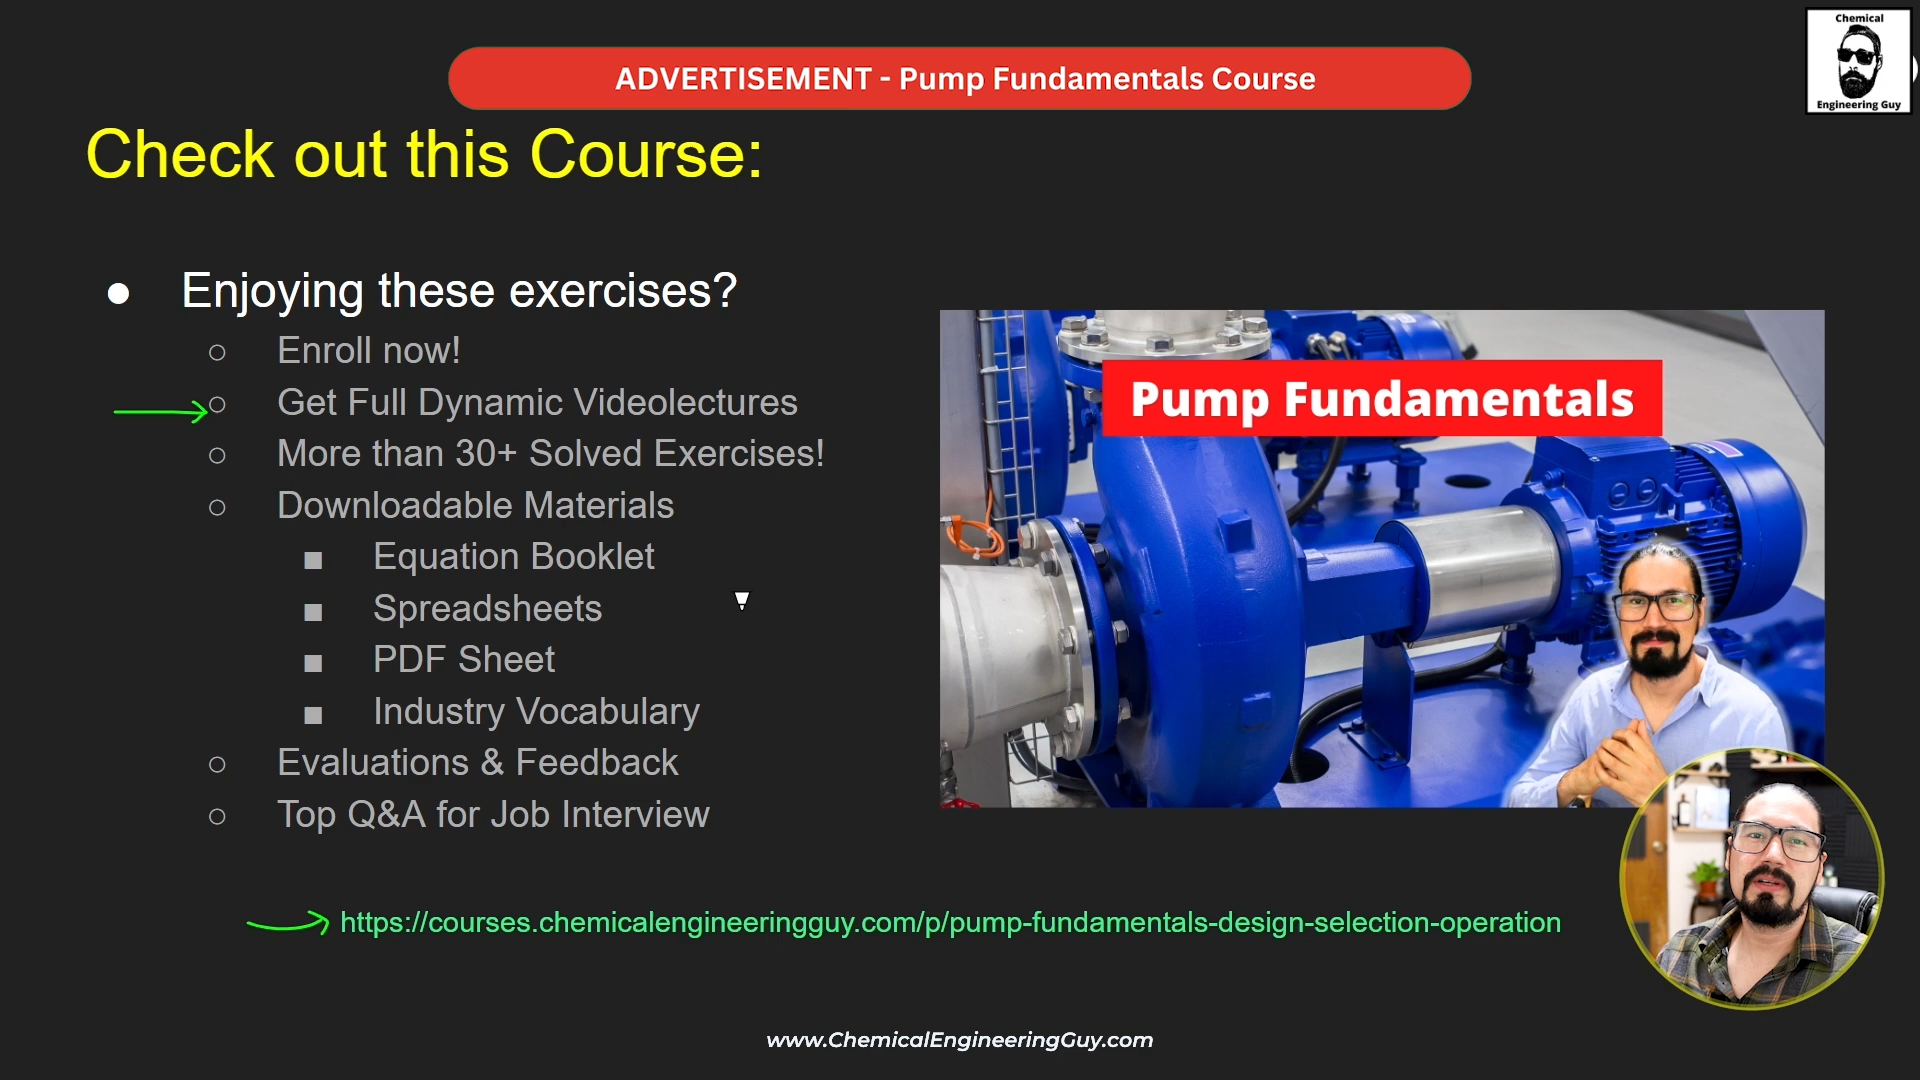 Chemical
Engineering Guy
ADVERTISEMENT - Pump Fundamentals Course
Check out this Course:
Enjoying these exercises?
Enroll now!
Get Full Dynamic Videolectures
More than 30+ Solved Exercises!
Downloadable Materials
Equation Booklet
Spreadsheets
PDF Sheet
Industry Vocabulary
Evaluations & Feedback
Top Q&A for Job Interview
Pump Fundamentals
https://courses.chemicalengineeringguy.com/p/pump-fundamentals-design-selection-operation
www.ChemicalEngineeringGuy.com